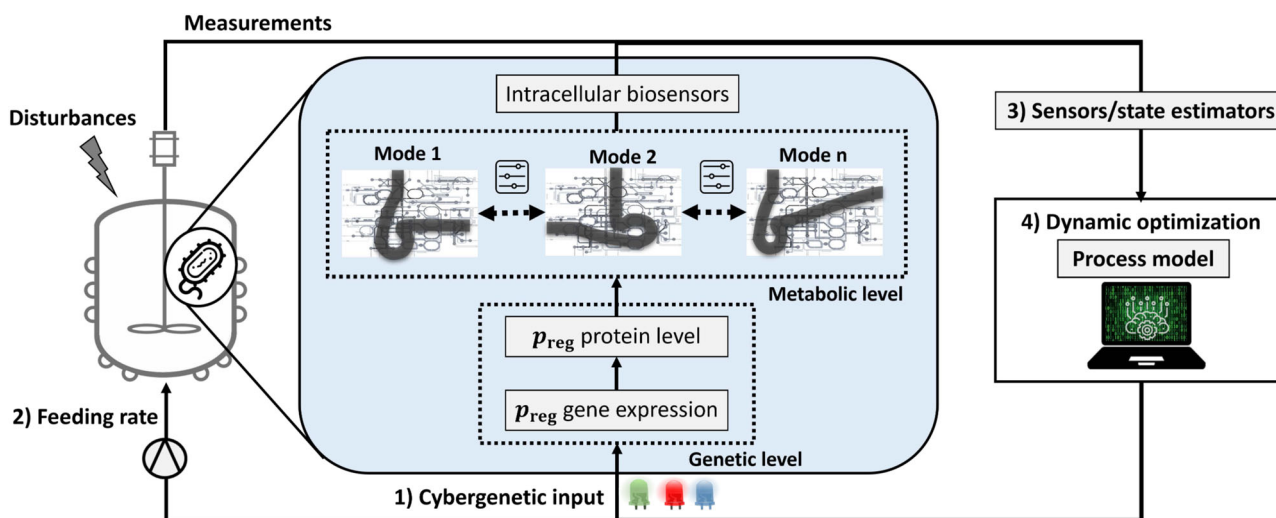 Measurements
Intracellular biosensors
Disturbances
3) Sensors/state estimators
Mode 1
Mode 2
Mode n
4) Dynamic optimization
Process model
Metabolic level
p_reg protein level
2) Feeding rate
p_reg gene expression
Genetic level
1) Cybergenetic input